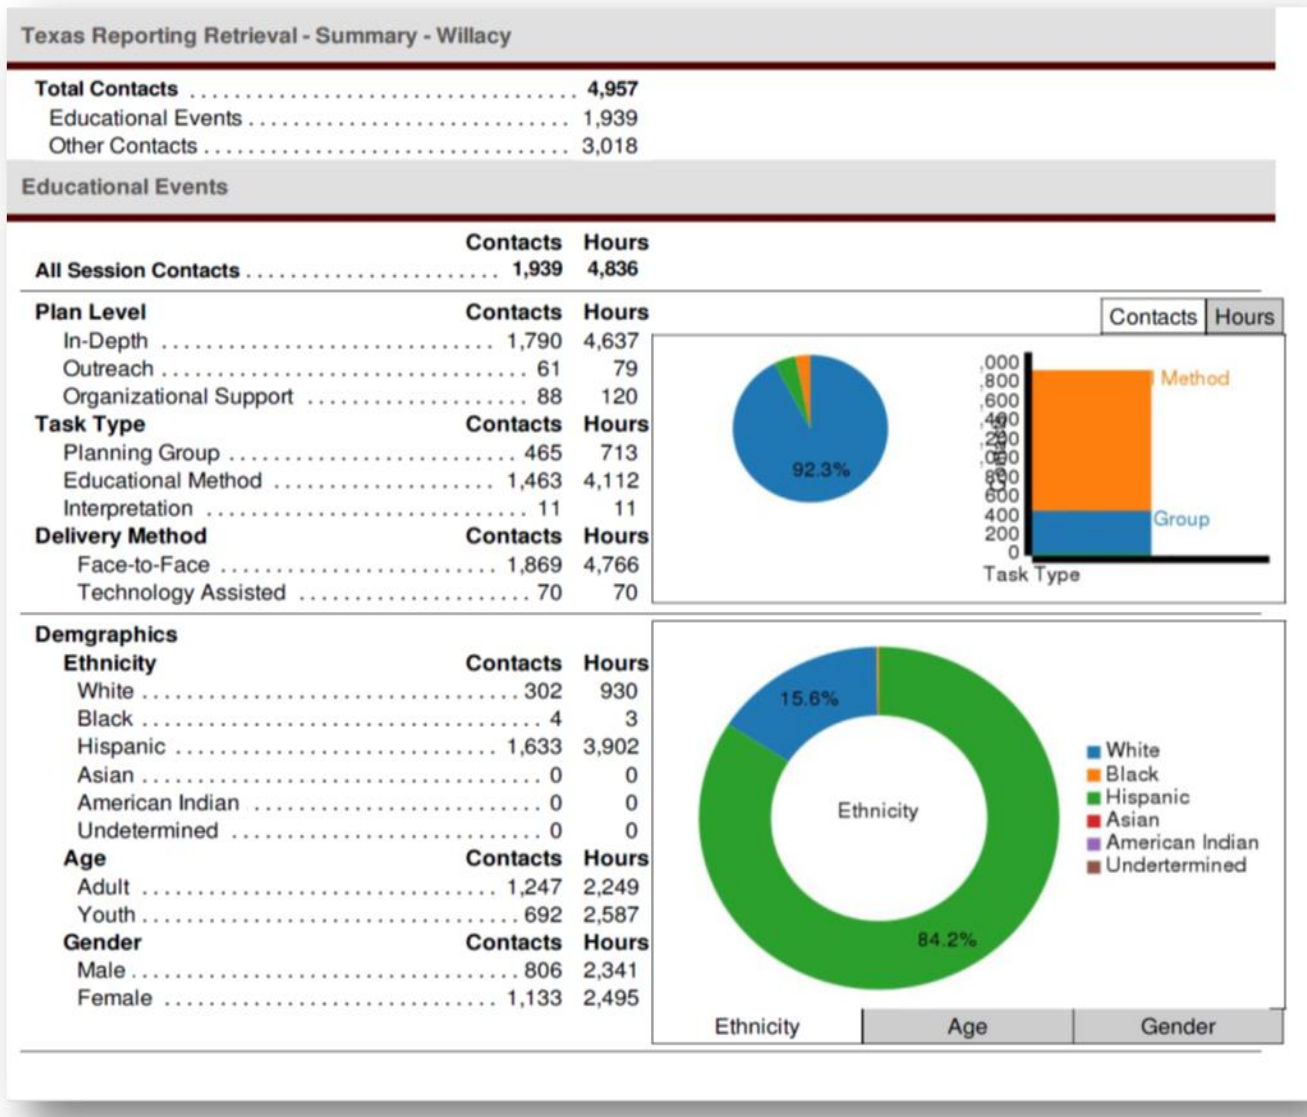 Texas Reporting Retrieval - Summary - Willacy
Total Contacts 4,957
Educational Events 1,939
Other Contacts 3,018
Educational Events
Contacts Hours
All Session Contacts 1,939 4,836
Plan Level Contacts Hours
In-Depth 1,790 4,637
Outreach 61 79
Organizational Support 88 120
Task Type Contacts Hours
Planning Group 465 713
Educational Method 1,463 4,112
Interpretation 11 11
Delivery Method Contacts Hours
Face-to-Face 1,869 4,766
Technology Assisted 70 70
Contacts Hours
92.3%
,000
,800
,600
,400
,200
,000
800
600
400
200
0
Method
Group
Task Type
Demgraphics
Ethnicity Contacts Hours
White 302 930
Black 4 3
Hispanic 1,633 3,902
Asian 0 0
American Indian 0 0
Undetermined 0 0
Age Contacts Hours
Adult 1,247 2,249
Youth 692 2,587
Gender Contacts Hours
Male 806 2,341
Female 1,133 2,495
15.6%
Ethnicity
84.2%
White
Black
Hispanic
Asian
American Indian
Undertermined
Ethnicity Age Gender